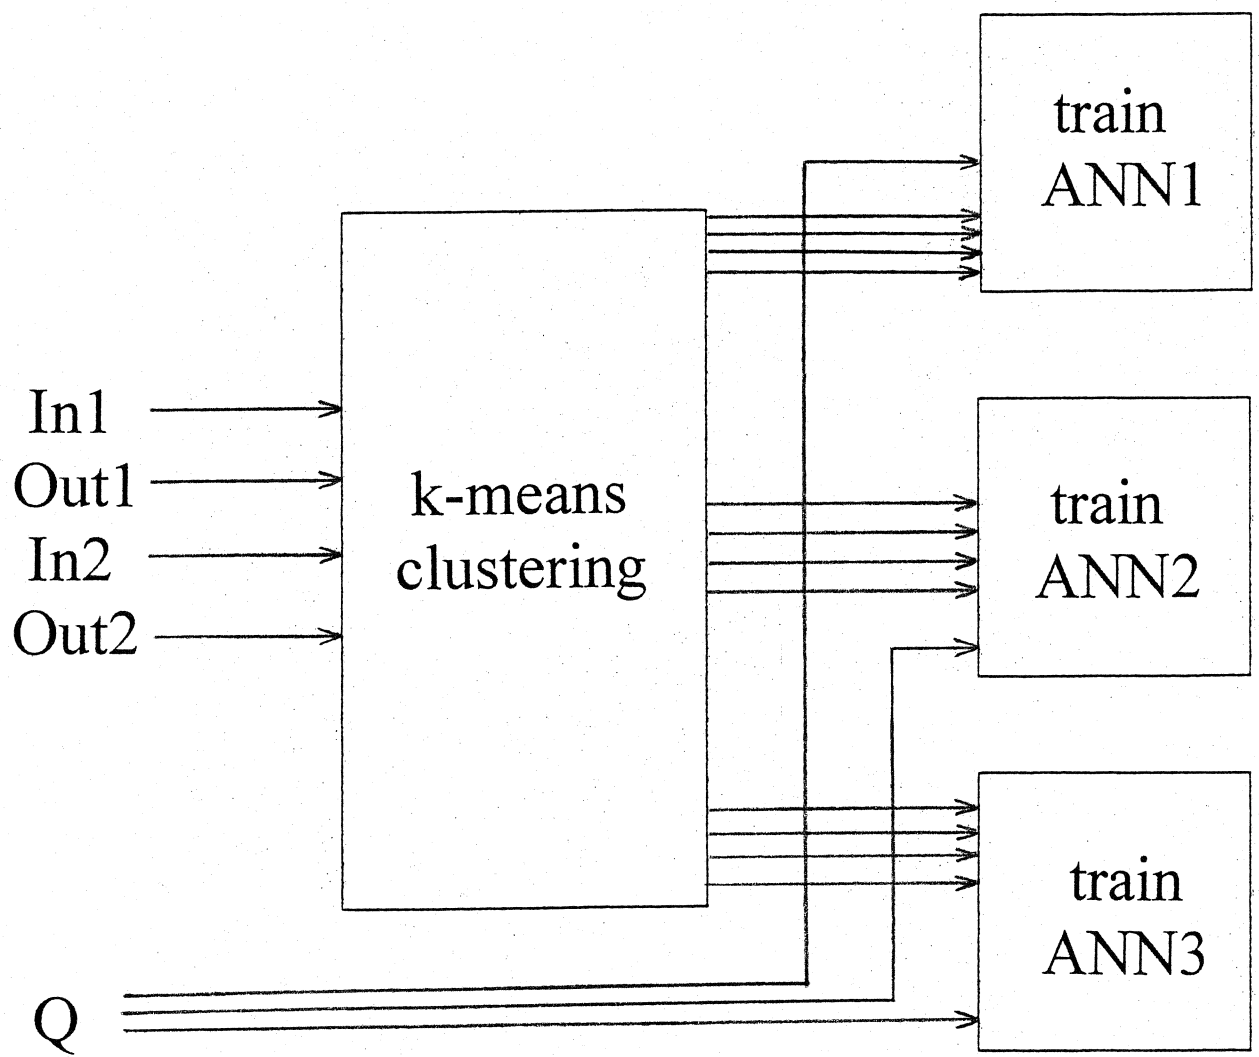 train
ANN1
In1
Out1
In2
Out2
k-means
clustering
train
ANN2
train
ANN3
Q